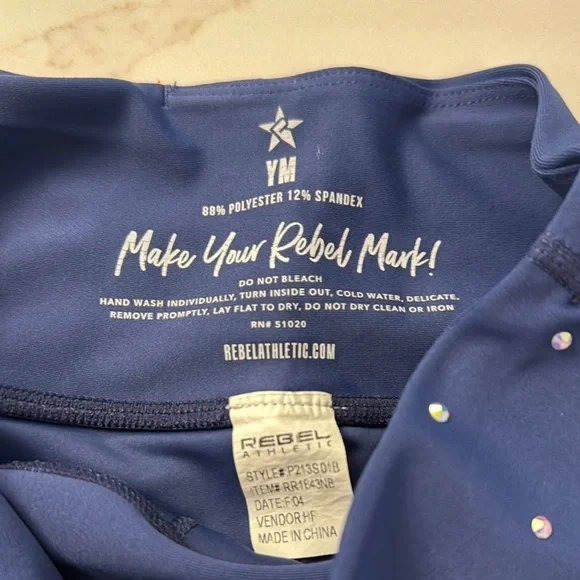 YM
88% POLYESTER 12% SPANDEX
Make Your Rebel Mark!
DO NOT BLEACH
HAND WASH INDIVIDUALLY, TURN INSIDE OUT, COLD WATER, DELICATE.
REMOVE PROMPTLY, LAY FLAT TO DRY, DO NOT DRY CLEAN OR IRON
RN# 51020
REBELATHLETIC.COM
REBEL
ATHLETIC
STYLE#:P213S01B
ITEM#:RR1843NB
DATE:F04
VENDOR:HF
MADE IN CHINA